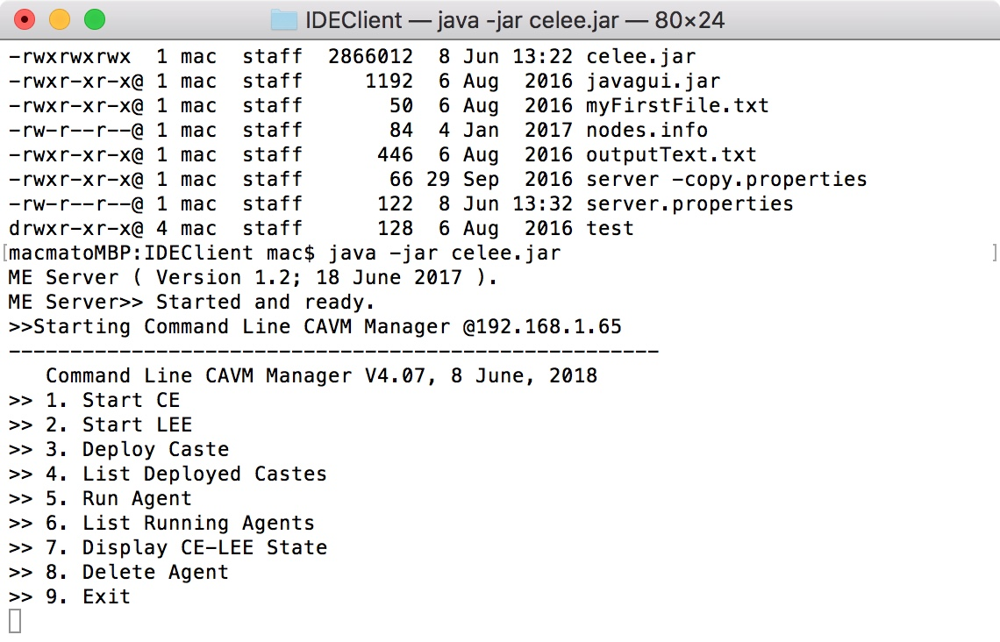 IDEClient — java -jar celee.jar — 80×24
-rwxrwxrwx  1 mac  staff  2866012  8 Jun 13:22 celee.jar
-rwxr-xr-x@ 1 mac  staff     1192  6 Aug  2016 javagui.jar
-rwxr-xr-x@ 1 mac  staff       50  6 Aug  2016 myFirstFile.txt
-rw-r--r--@ 1 mac  staff       84  4 Jan  2017 nodes.info
-rwxr-xr-x@ 1 mac  staff      446  6 Aug  2016 outputText.txt
-rwxr-xr-x@ 1 mac  staff       66 29 Sep  2016 server -copy.properties
-rw-r--r--@ 1 mac  staff      122  8 Jun 13:32 server.properties
drwxr-xr-x@ 4 mac  staff      128  6 Aug  2016 test
[macmatoMBP:IDEClient mac$ java -jar celee.jar ]
ME Server ( Version 1.2; 18 June 2017 ).
ME Server>> Started and ready.
>>Starting Command Line CAVM Manager @192.168.1.65
-----------------------------------------------------
   Command Line CAVM Manager V4.07, 8 June, 2018
>> 1. Start CE
>> 2. Start LEE
>> 3. Deploy Caste
>> 4. List Deployed Castes
>> 5. Run Agent
>> 6. List Running Agents
>> 7. Display CE-LEE State
>> 8. Delete Agent
>> 9. Exit